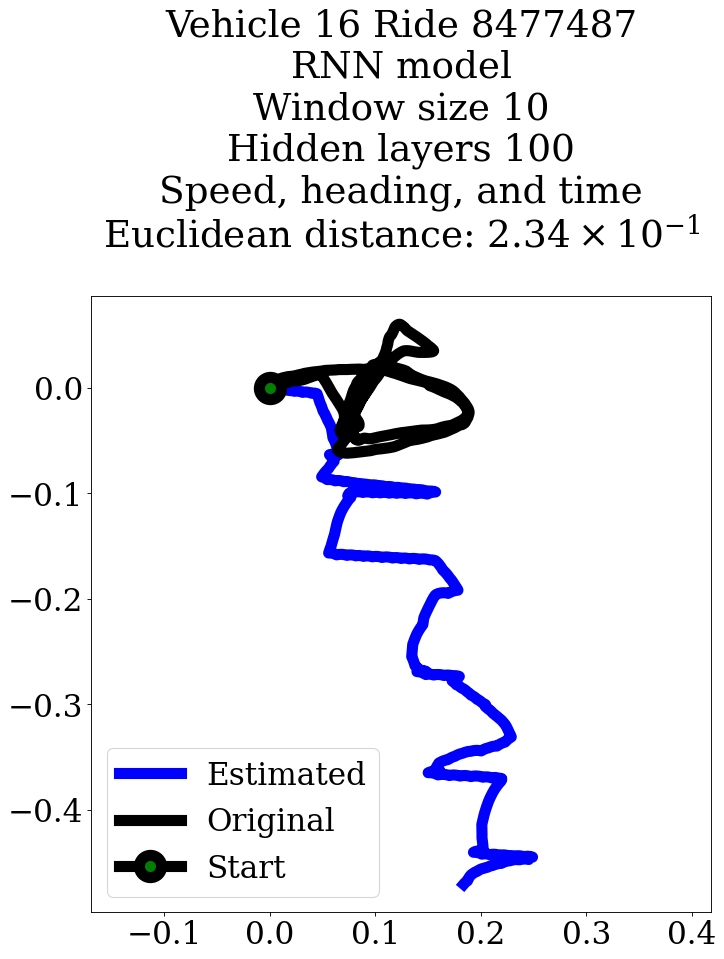 Vehicle 16 Ride 8477487
RNN model
Window size 10
Hidden layers 100
Speed, heading, and time
Euclidean distance: 2.34 × 10⁻¹
0.0
−0.1
−0.2
−0.3
−0.4
Estimated
Original
Start
−0.1 0.0 0.1 0.2 0.3 0.4